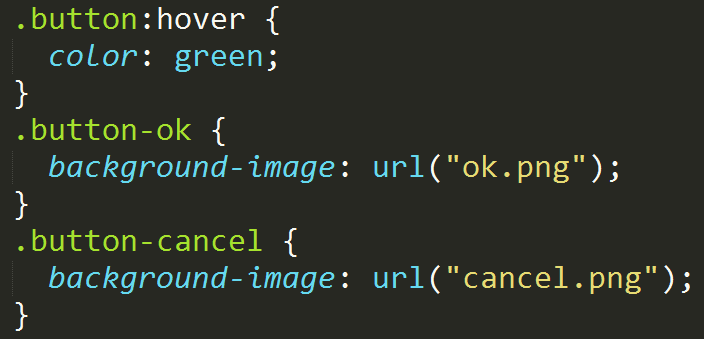 .button:hover {
  color: green;
}
.button-ok {
  background-image: url("ok.png");
}
.button-cancel {
  background-image: url("cancel.png");
}